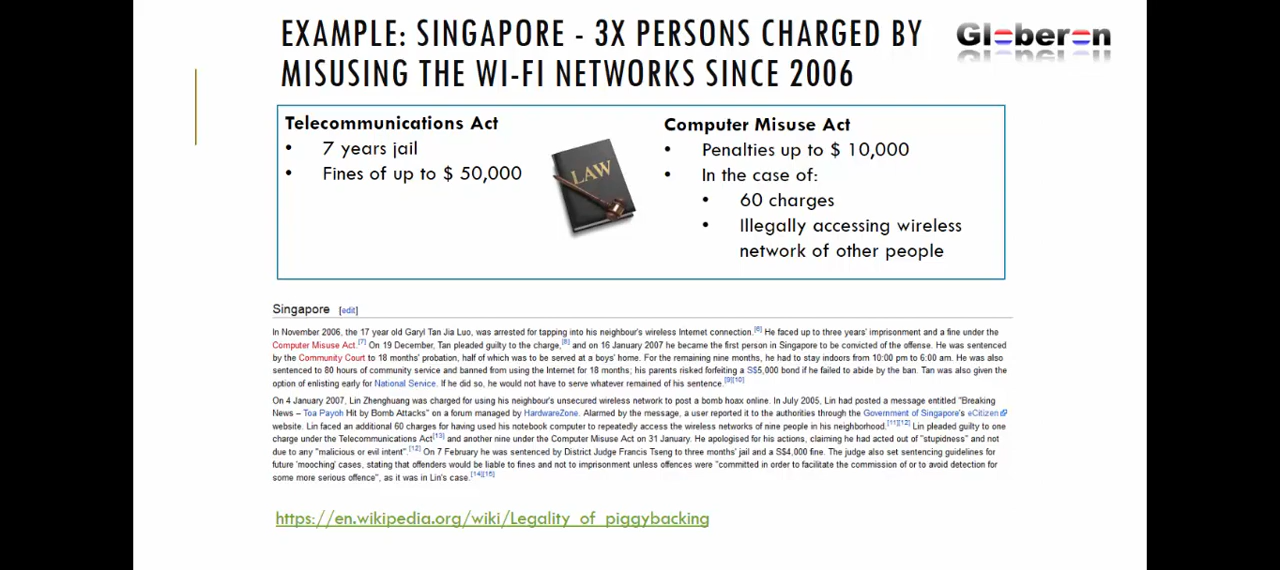 EXAMPLE: SINGAPORE - 3X PERSONS CHARGED BY
MISUSING THE WI-FI NETWORKS SINCE 2006
Globeron
Telecommunications Act
• 7 years jail
• Fines of up to $ 50,000
LAW
Computer Misuse Act
• Penalties up to $ 10,000
• In the case of:
• 60 charges
• Illegally accessing wireless
network of other people
Singapore [edit]
In November 2006, the 17 year old Garyl Tan Jia Luo, was arrested for tapping into his neighbour's wireless Internet connection.[6] He faced up to three years' imprisonment and a fine under the
Computer Misuse Act.[7] On 19 December, Tan pleaded guilty to the charge,[8] and on 16 January 2007 he became the first person in Singapore to be convicted of the offense. He was sentenced
by the Community Court to 18 months' probation, half of which was to be served at a boys' home. For the remaining nine months, he had to stay indoors from 10:00 pm to 6:00 am. He was also
sentenced to 80 hours of community service and banned from using the Internet for 18 months; his parents risked forfeiting a S$5,000 bond if he failed to abide by the ban. Tan was also given the
option of enlisting early for National Service. If he did so, he would not have to serve whatever remained of his sentence.[9][10]
On 4 January 2007, Lin Zhenghuang was charged for using his neighbour's unsecured wireless network to post a bomb hoax online. In July 2005, Lin had posted a message entitled "Breaking
News – Toa Payoh Hit by Bomb Attacks" on a forum managed by HardwareZone. Alarmed by the message, a user reported it to the authorities through the Government of Singapore's eCitizen
website. Lin faced an additional 60 charges for having used his notebook computer to repeatedly access the wireless networks of nine people in his neighborhood.[11][12] Lin pleaded guilty to one
charge under the Telecommunications Act[13] and another nine under the Computer Misuse Act on 31 January. He apologised for his actions, claiming he had acted out of "stupidness" and not
due to any "malicious or evil intent".[12] On 7 February he was sentenced by District Judge Francis Tseng to three months' jail and a S$4,000 fine. The judge also set sentencing guidelines for
future 'mooching' cases, stating that offenders would be liable to fines and not to imprisonment unless offences were "committed in order to facilitate the commission of or to avoid detection for
some more serious offence", as it was in Lin's case.[14][15]
https://en.wikipedia.org/wiki/Legality_of_piggybacking